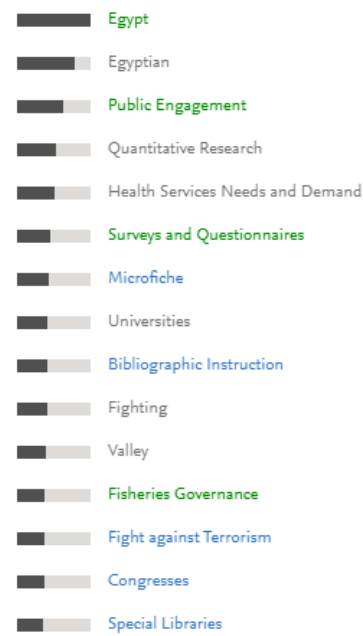 Egypt
Egyptian
Public Engagement
Quantitative Research
Health Services Needs and Demand
Surveys and Questionnaires
Microfiche
Universities
Bibliographic Instruction
Fighting
Valley
Fisheries Governance
Fight against Terrorism
Congresses
Special Libraries